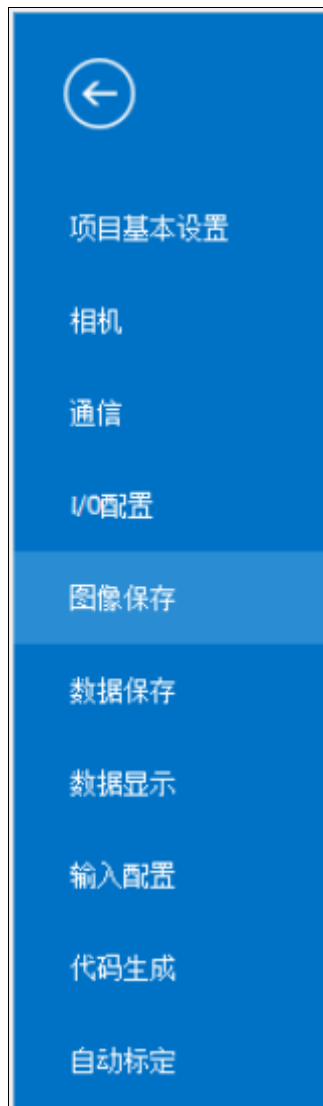 项目基本设置
相机
通信
I/O配置
图像保存
数据保存
数据显示
输入配置
代码生成
自动标定